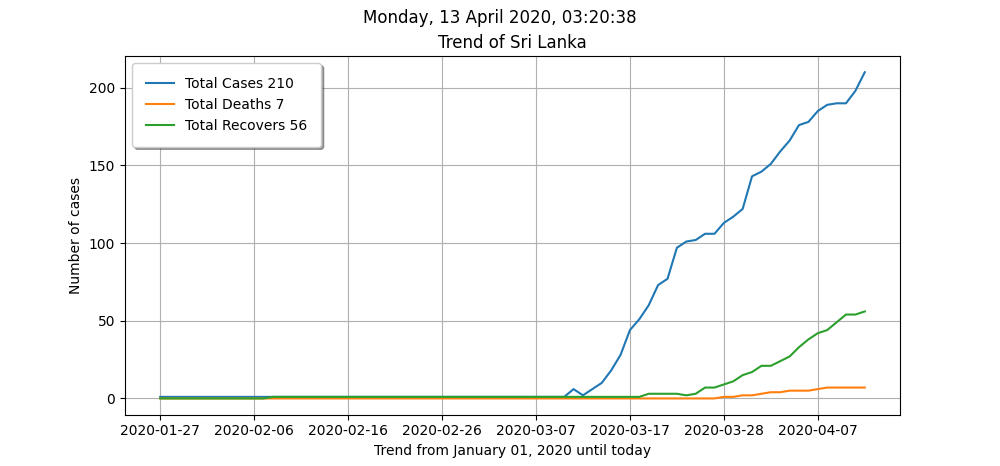 Monday, 13 April 2020, 03:20:38
Trend of Sri Lanka
Total Cases 210
Total Deaths 7
Total Recovers 56
Number of cases
200
150
100
50
0
2020-01-27 2020-02-06 2020-02-16 2020-02-26 2020-03-07 2020-03-17 2020-03-28 2020-04-07
Trend from January 01, 2020 until today